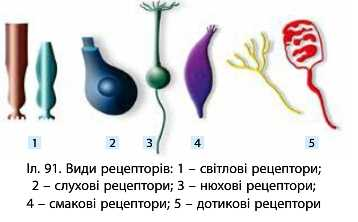 1 2 3 4 5
Іл. 91. Види рецепторів: 1 – світлові рецептори;
2 – слухові рецептори; 3 – нюхові рецептори;
4 – смакові рецептори; 5 – дотикові рецептори